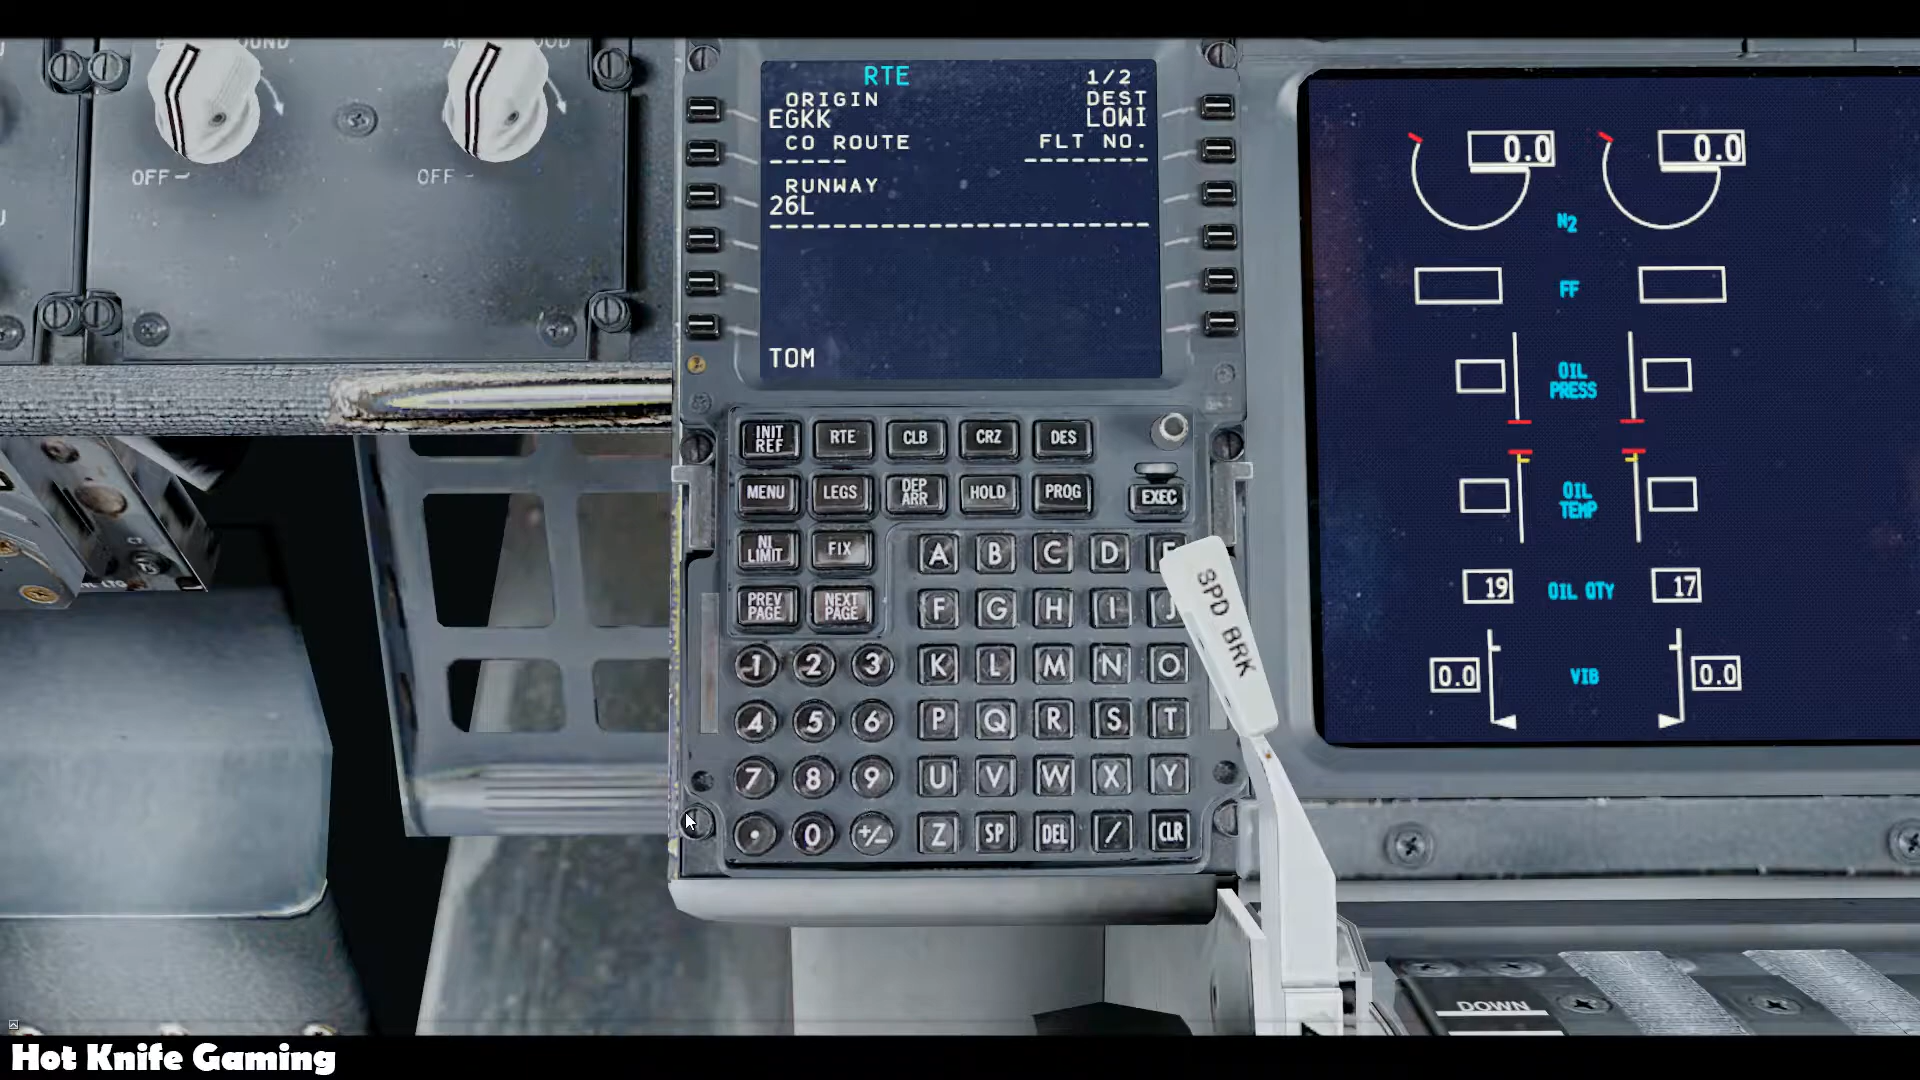 OFF
OFF
RTE 1/2
ORIGIN DEST
EGKK LOWI
CO ROUTE FLT NO.
----- -------
RUNWAY
26L
TOM
INIT REF RTE CLB CRZ DES
MENU LEGS DEP ARR HOLD PROG EXEC
N1 LIMIT FIX
PREV PAGE NEXT PAGE
A B C D
F G H I J
1 2 3 K L M N O
4 5 6 P Q R S T
7 8 9 U V W X Y
. 0 +/- Z SP DEL / CLR
SPD BRK
0.0 0.0
N2
FF
OIL
PRESS
OIL
TEMP
19 OIL QTY 17
0.0 VIB 0.0
DOWN
Hot Knife Gaming